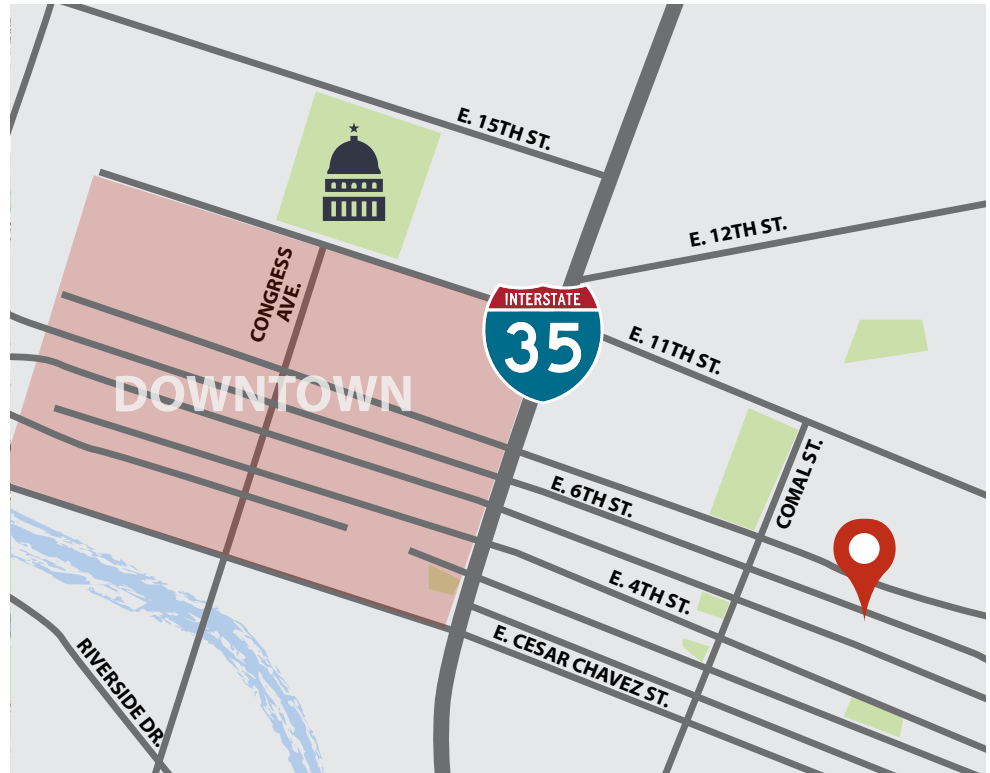 E. 15TH ST.
E. 12TH ST.
CONGRESS
AVE.
INTERSTATE
35
E. 11TH ST.
DOWNTOWN
COMAL ST.
E. 6TH ST.
E. 4TH ST.
E. CESAR CHAVEZ ST.
RIVERSIDE DR.